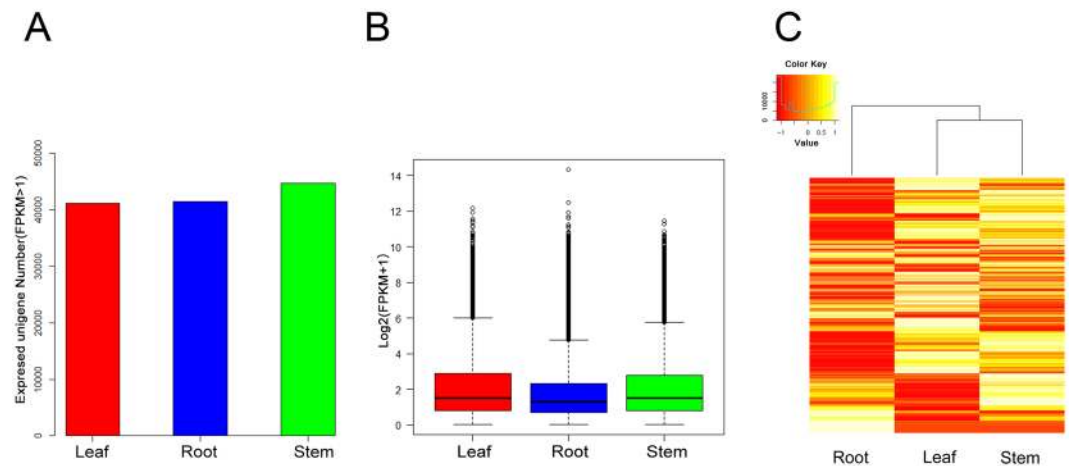 A
B
C
Color Key
0 10000
-1 0 0.5 1
Value
Expresed unigene Number(FPKM>1)
50000
40000
30000
20000
10000
0
Leaf Root Stem
Log2(FPKM+1)
14
12
10
8
6
4
2
0
Leaf Root Stem
Root Leaf Stem